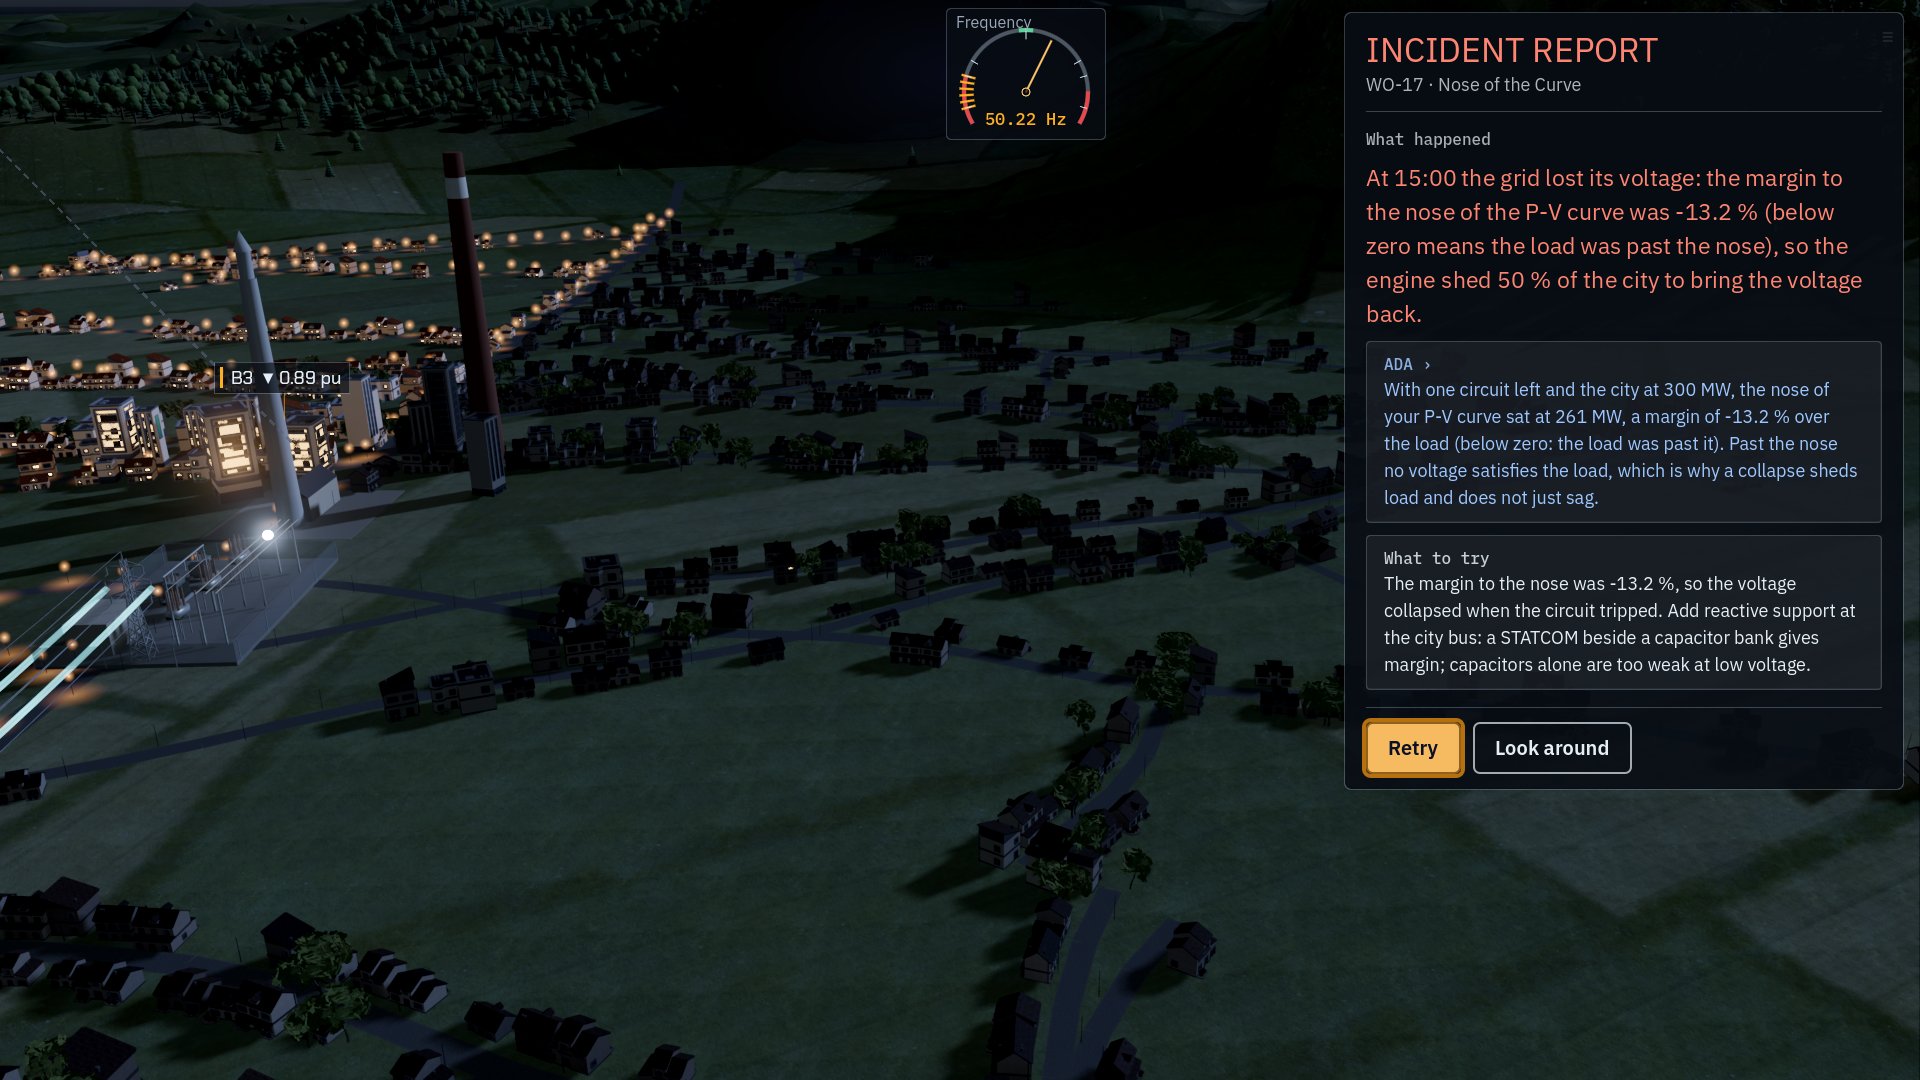 Frequency
50.22 Hz
B3 ▼ 0.89 pu
INCIDENT REPORT
WO-17 · Nose of the Curve
What happened
At 15:00 the grid lost its voltage: the margin to
the nose of the P-V curve was -13.2 % (below
zero means the load was past the nose), so the
engine shed 50 % of the city to bring the voltage
back.
ADA ›
With one circuit left and the city at 300 MW, the nose of
your P-V curve sat at 261 MW, a margin of -13.2 % over
the load (below zero: the load was past it). Past the nose
no voltage satisfies the load, which is why a collapse sheds
load and does not just sag.
What to try
The margin to the nose was -13.2 %, so the voltage
collapsed when the circuit tripped. Add reactive support at
the city bus: a STATCOM beside a capacitor bank gives
margin; capacitors alone are too weak at low voltage.
Retry
Look around